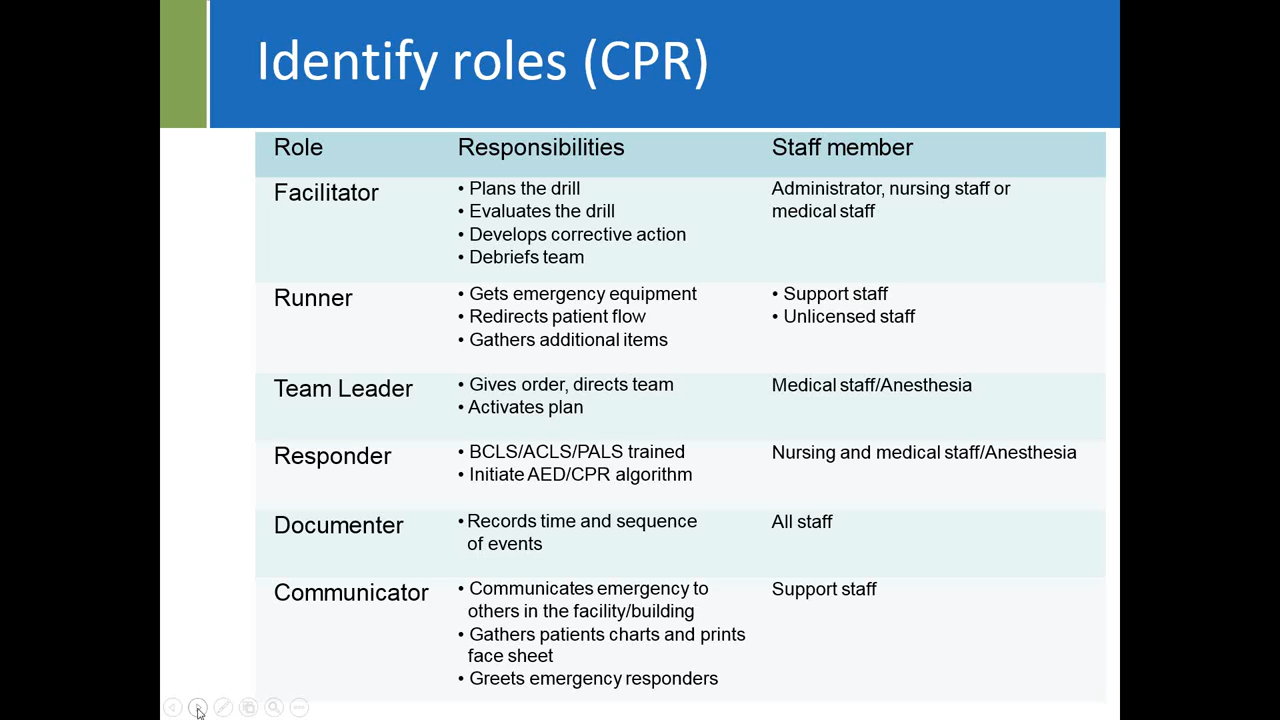 Identify roles (CPR)
Role Responsibilities Staff member
Facilitator
• Plans the drill
• Evaluates the drill
• Develops corrective action
• Debriefs team
Administrator, nursing staff or
medical staff
Runner
• Gets emergency equipment
• Redirects patient flow
• Gathers additional items
• Support staff
• Unlicensed staff
Team Leader
• Gives order, directs team
• Activates plan
Medical staff/Anesthesia
Responder
• BCLS/ACLS/PALS trained
• Initiate AED/CPR algorithm
Nursing and medical staff/Anesthesia
Documenter
• Records time and sequence
of events
All staff
Communicator
• Communicates emergency to
others in the facility/building
• Gathers patients charts and prints
face sheet
• Greets emergency responders
Support staff